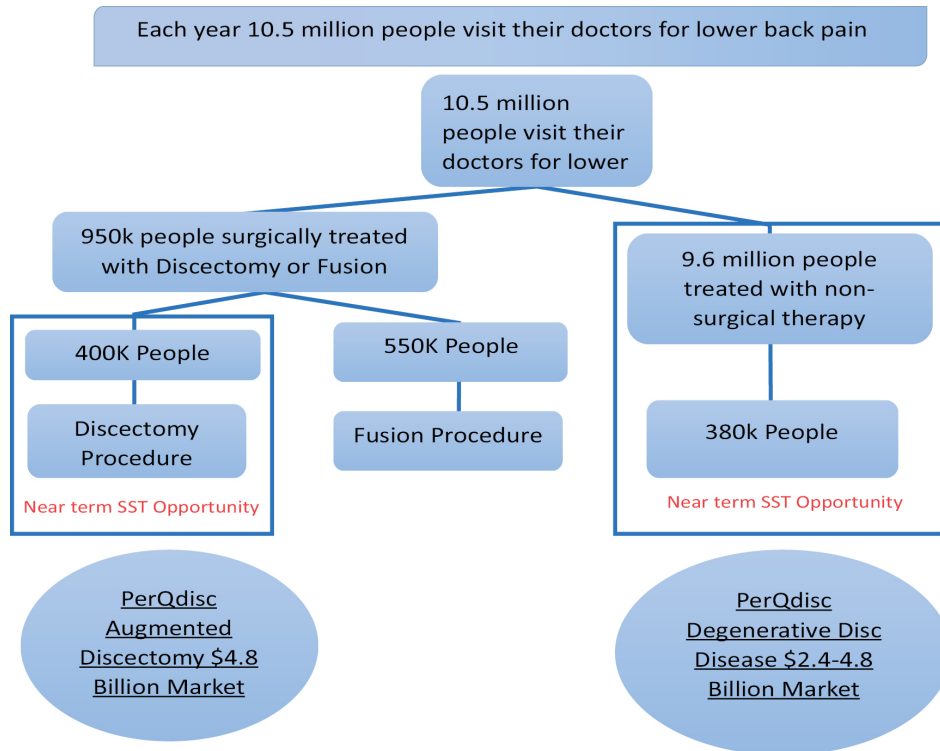 Each year 10.5 million people visit their doctors for lower back pain
10.5 million
people visit their
doctors for lower
950k people surgically treated
with Discectomy or Fusion
9.6 million people
treated with non-
surgical therapy
400K People
550K People
Discectomy
Procedure
Fusion Procedure
380k People
Near term SST Opportunity
Near term SST Opportunity
PerQdisc
Augmented
Discectomy $4.8
Billion Market
PerQdisc
Degenerative Disc
Disease $2.4-4.8
Billion Market